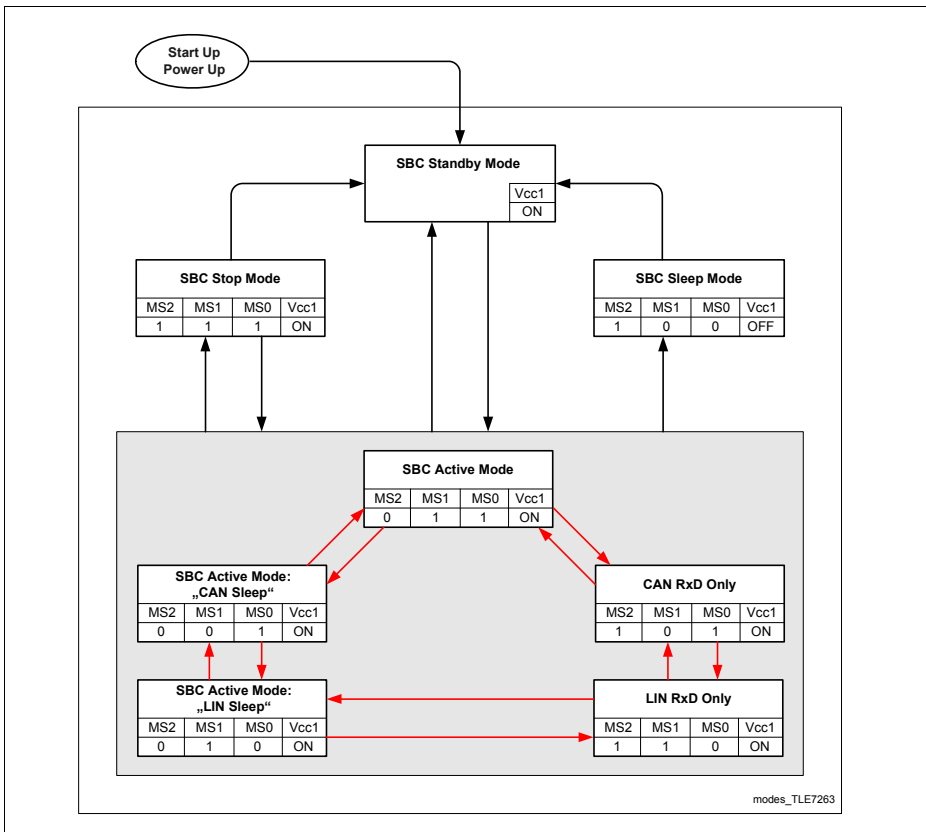 Start Up
Power Up
SBC Standby Mode
Vcc1
ON
SBC Stop Mode
MS2 MS1 MS0 Vcc1
1 1 1 ON
SBC Sleep Mode
MS2 MS1 MS0 Vcc1
1 0 0 OFF
SBC Active Mode
MS2 MS1 MS0 Vcc1
0 1 1 ON
SBC Active Mode:
„CAN Sleep“
MS2 MS1 MS0 Vcc1
0 0 1 ON
CAN RxD Only
MS2 MS1 MS0 Vcc1
1 0 1 ON
SBC Active Mode:
„LIN Sleep“
MS2 MS1 MS0 Vcc1
0 1 0 ON
LIN RxD Only
MS2 MS1 MS0 Vcc1
1 1 0 ON
modes_TLE7263